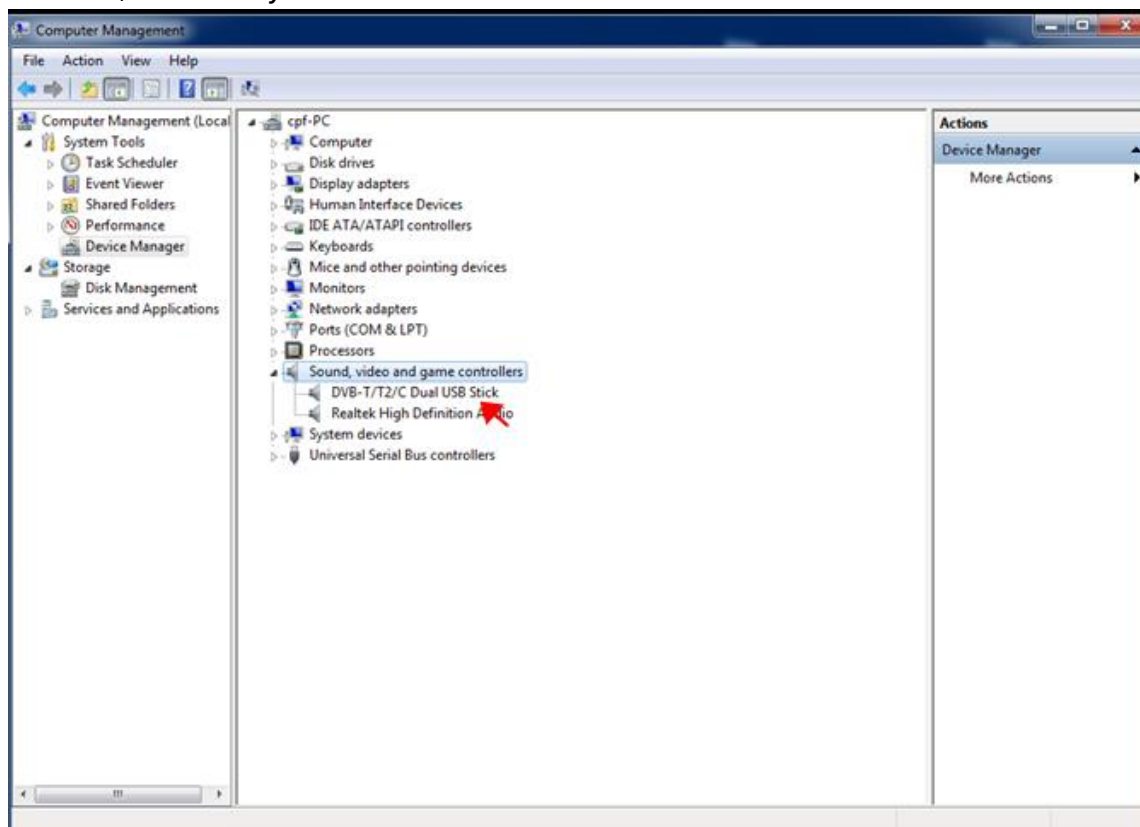 Computer Management
File Action View Help
Computer Management (Local
System Tools
Task Scheduler
Event Viewer
Shared Folders
Performance
Device Manager
Storage
Disk Management
Services and Applications
cpf-PC
Computer
Disk drives
Display adapters
Human Interface Devices
IDE ATA/ATAPI controllers
Keyboards
Mice and other pointing devices
Monitors
Network adapters
Ports (COM & LPT)
Processors
Sound, video and game controllers
DVB-T/T2/C Dual USB Stick
Realtek High Definition
System devices
Universal Serial Bus controllers
Actions
Device Manager
More Actions